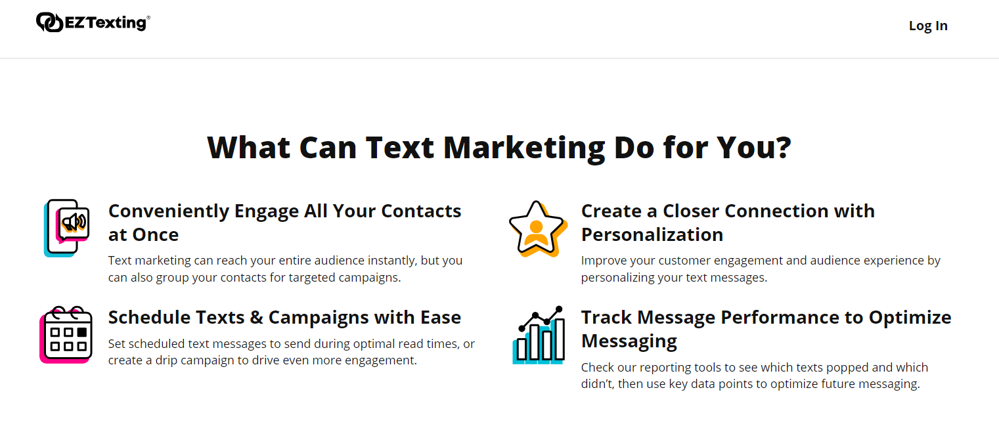 EZTexting®
Log In
What Can Text Marketing Do for You?
Conveniently Engage All Your Contacts
at Once
Text marketing can reach your entire audience instantly, but you
can also group your contacts for targeted campaigns.
Create a Closer Connection with
Personalization
Improve your customer engagement and audience experience by
personalizing your text messages.
Schedule Texts & Campaigns with Ease
Set scheduled text messages to send during optimal read times, or
create a drip campaign to drive even more engagement.
Track Message Performance to Optimize
Messaging
Check our reporting tools to see which texts popped and which
didn’t, then use key data points to optimize future messaging.